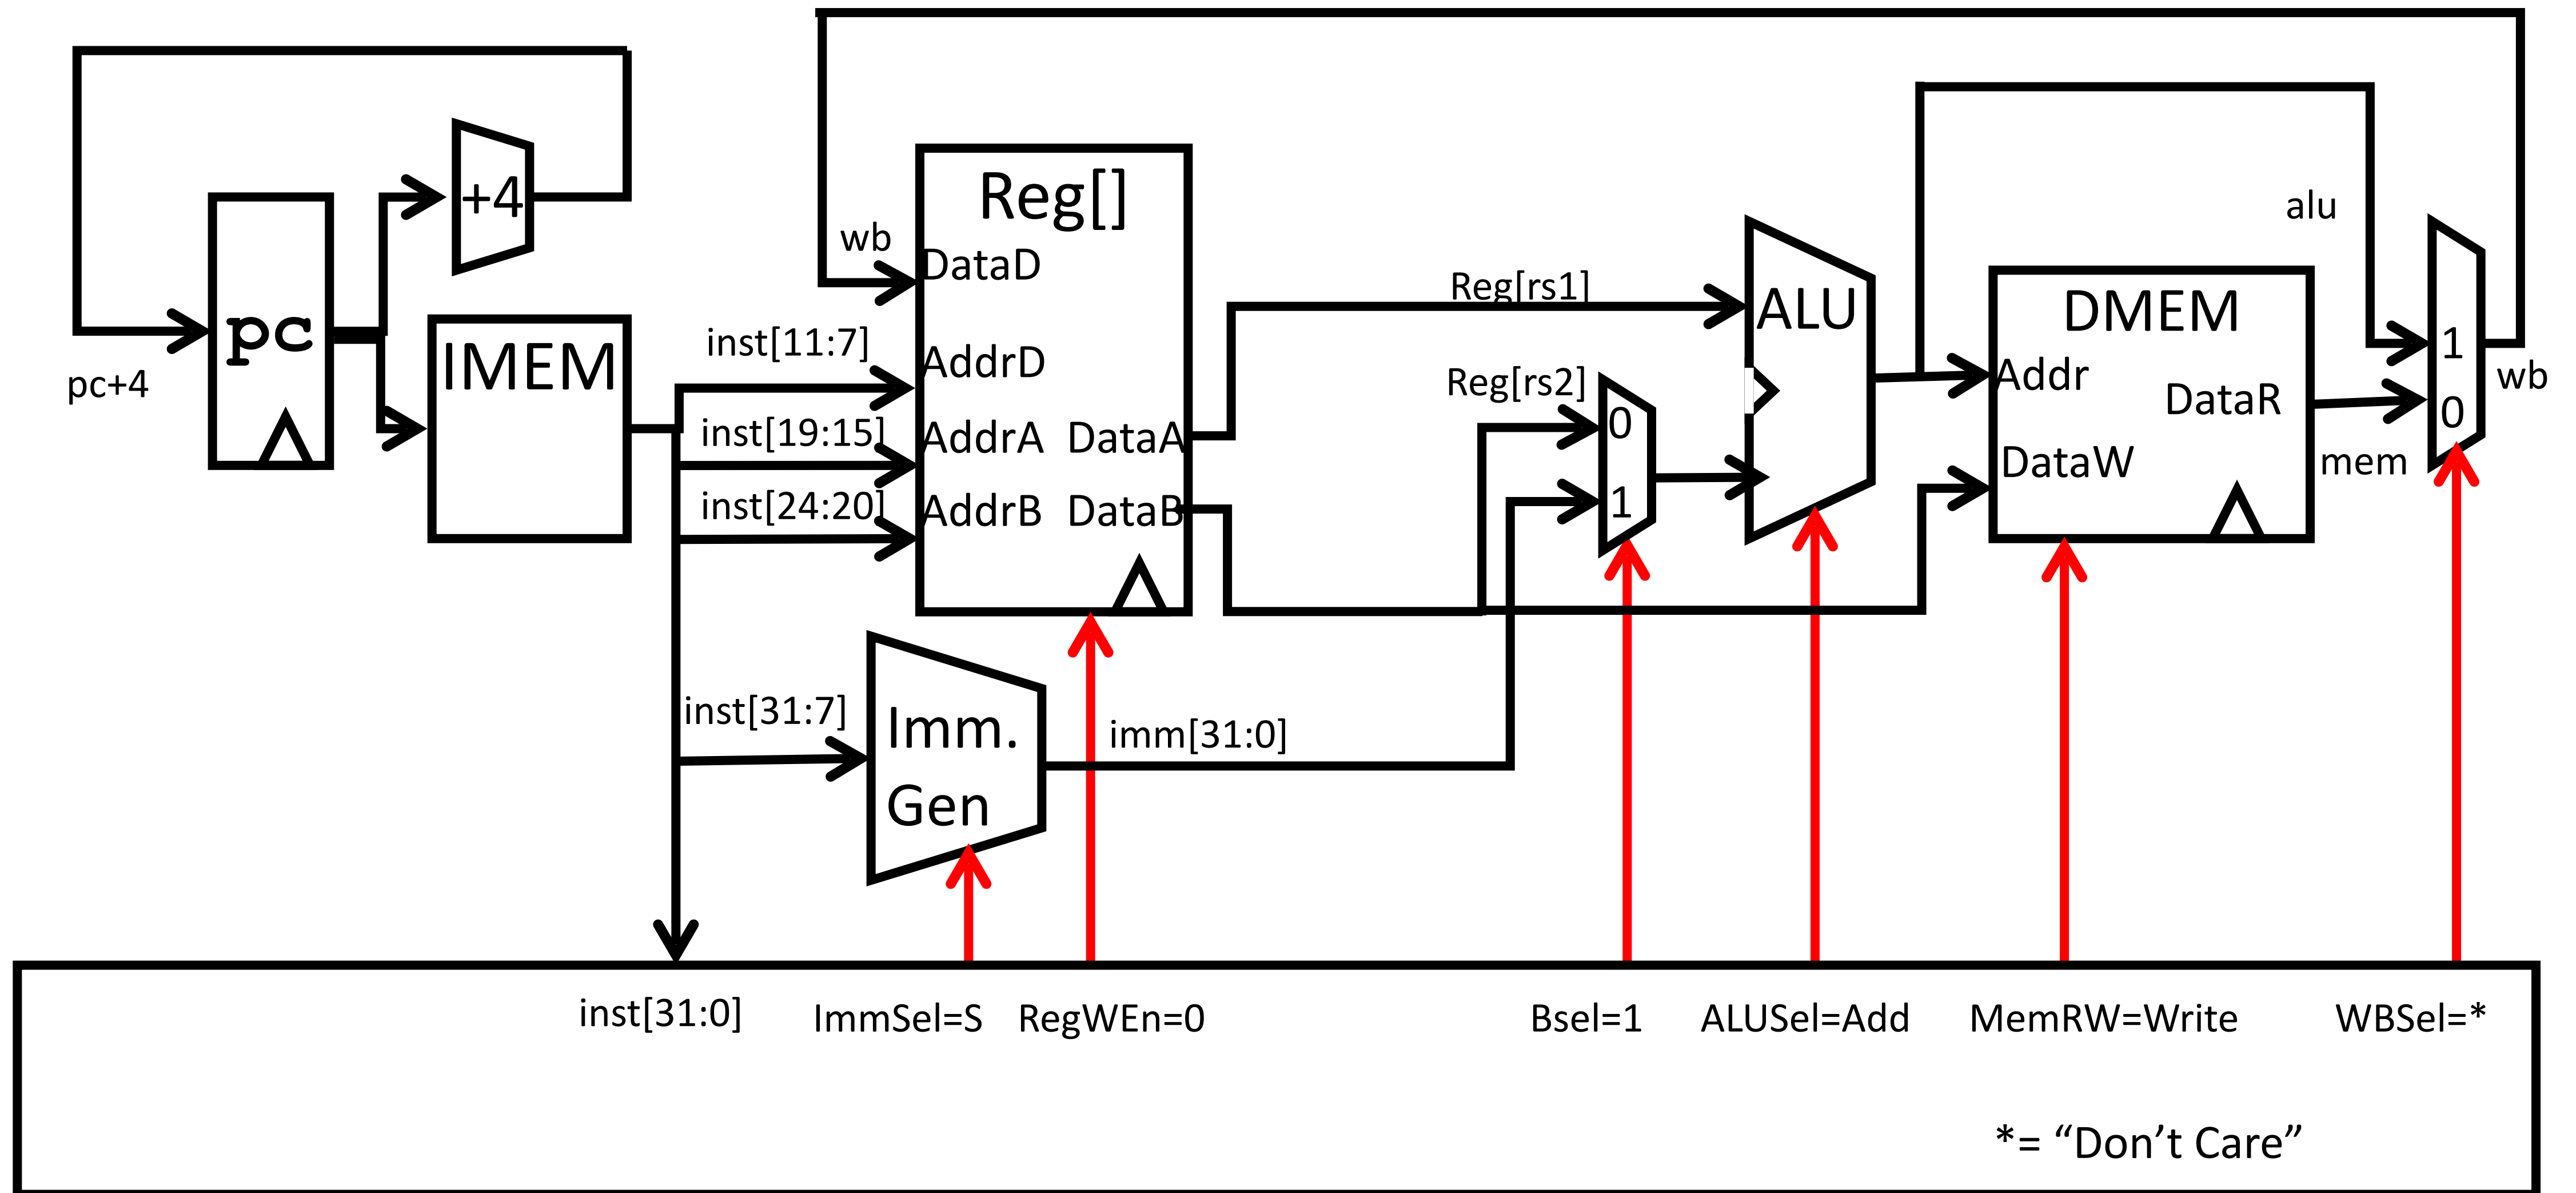 +4
pc
pc+4
IMEM
Reg[]
wb
DataD
inst[11:7]
AddrD
inst[19:15]
AddrA
DataA
inst[24:20]
AddrB
DataB
inst[31:7]
Imm.
Gen
imm[31:0]
Reg[rs1]
Reg[rs2]
0
1
ALU
alu
DMEM
Addr
DataR
DataW
mem
1
0
wb
inst[31:0]
ImmSel=S
RegWEn=0
Bsel=1
ALUSel=Add
MemRW=Write
WBSel=*
*= “Don’t Care”